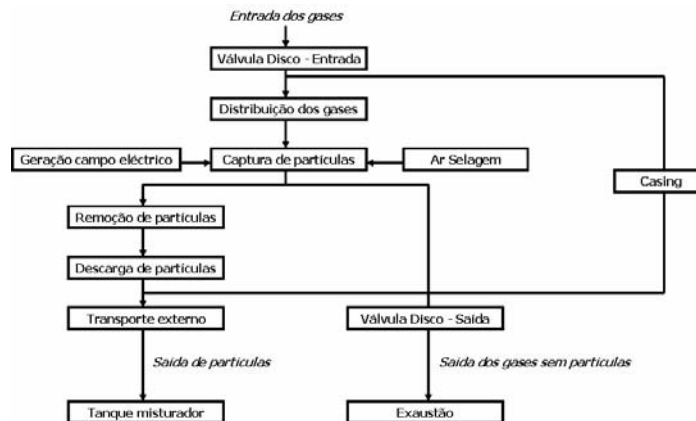 Entrada dos gases
Válvula Disco - Entrada
Distribuição dos gases
Geração campo eléctrico
Captura de partículas
Ar Selagem
Casing
Remoção de partículas
Descarga de partículas
Transporte externo
Válvula Disco - Saída
Saída de partículas
Saída dos gases sem partículas
Tanque misturador
Exaustão